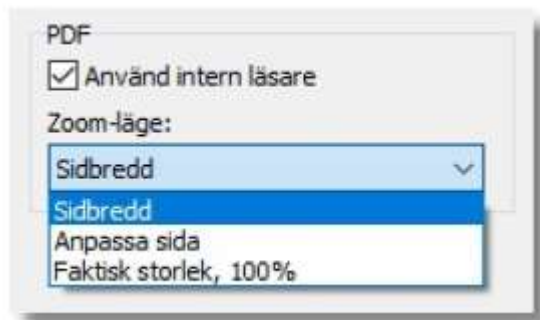 PDF
Använd intern läsare
Zoom-läge:
Sidbredd
Sidbredd
Anpassa sida
Faktisk storlek, 100%